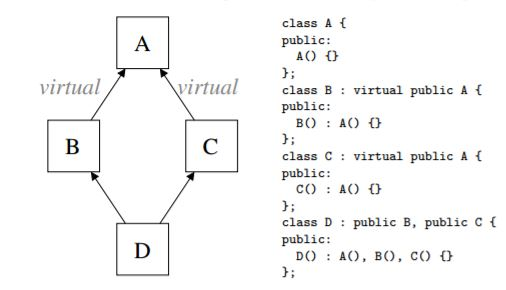 A
virtual
virtual
B
C
D
class A {
public:
  A() {}
};
class B : virtual public A {
public:
  B() : A() {}
};
class C : virtual public A {
public:
  C() : A() {}
};
class D : public B, public C {
public:
  D() : A(), B(), C() {}
};